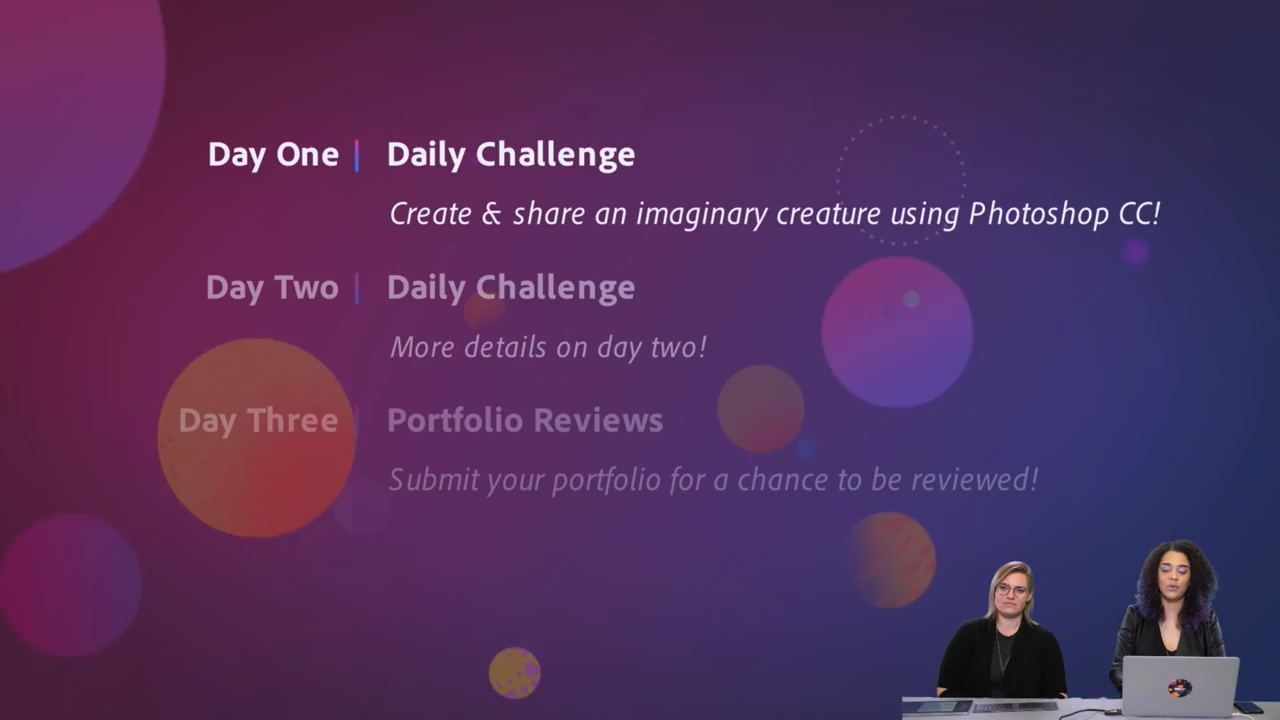 Day One | Daily Challenge
Create & share an imaginary creature using Photoshop CC!
Day Two | Daily Challenge
More details on day two!
Day Three | Portfolio Reviews
Submit your portfolio for a chance to be reviewed!